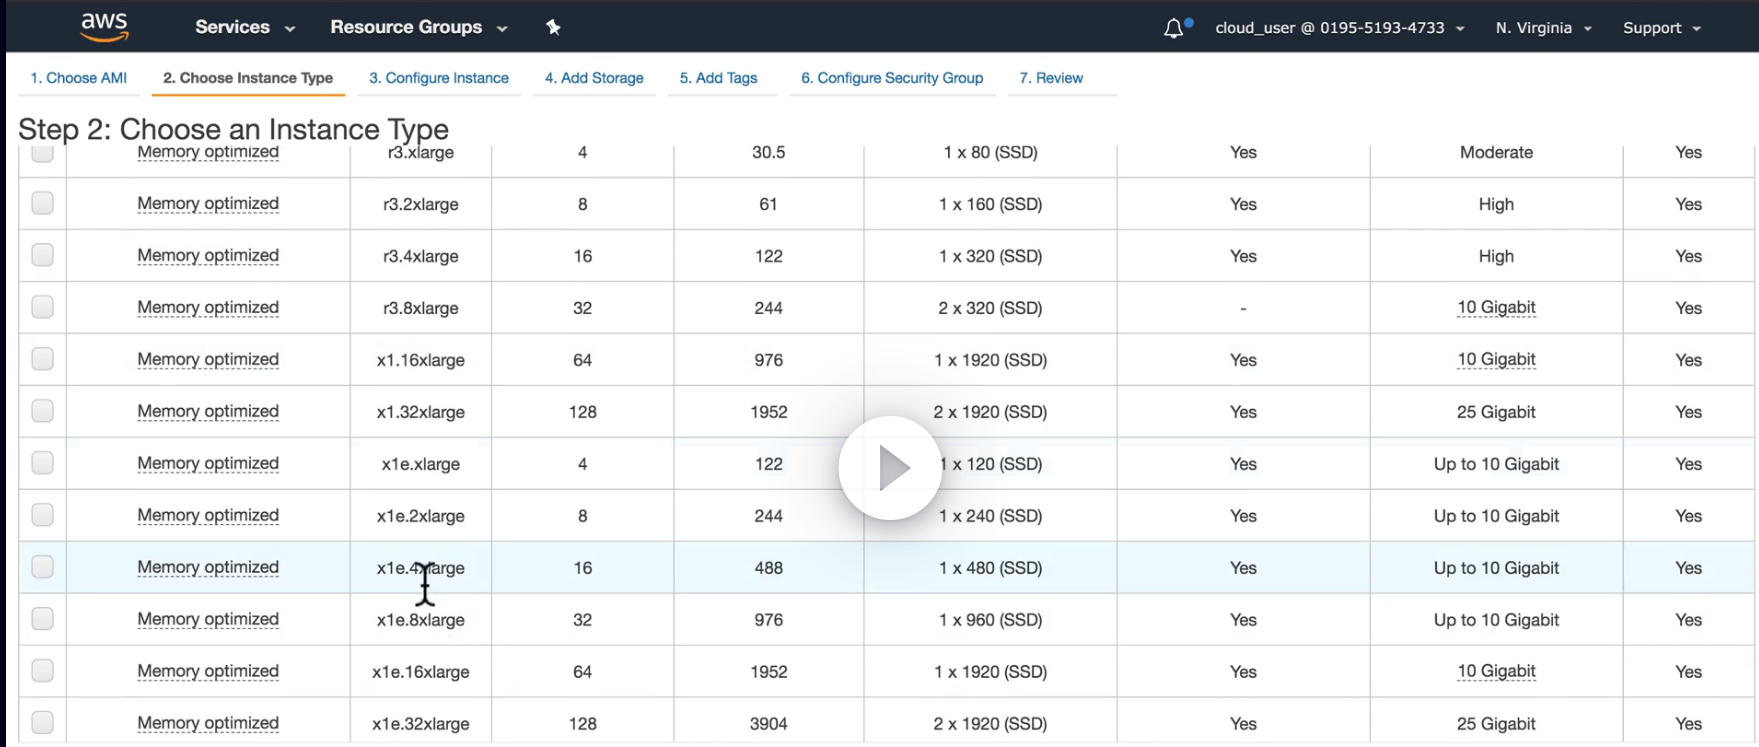 aws Services Resource Groups cloud_user @ 0195-5193-4733 N. Virginia Support
1. Choose AMI 2. Choose Instance Type 3. Configure Instance 4. Add Storage 5. Add Tags 6. Configure Security Group 7. Review
Step 2: Choose an Instance Type
Memory optimized r3.xlarge 4 30.5 1 x 80 (SSD) Yes Moderate Yes
Memory optimized r3.2xlarge 8 61 1 x 160 (SSD) Yes High Yes
Memory optimized r3.4xlarge 16 122 1 x 320 (SSD) Yes High Yes
Memory optimized r3.8xlarge 32 244 2 x 320 (SSD) - 10 Gigabit Yes
Memory optimized x1.16xlarge 64 976 1 x 1920 (SSD) Yes 10 Gigabit Yes
Memory optimized x1.32xlarge 128 1952 2 x 1920 (SSD) Yes 25 Gigabit Yes
Memory optimized x1e.xlarge 4 122 1 x 120 (SSD) Yes Up to 10 Gigabit Yes
Memory optimized x1e.2xlarge 8 244 1 x 240 (SSD) Yes Up to 10 Gigabit Yes
Memory optimized x1e.4xlarge 16 488 1 x 480 (SSD) Yes Up to 10 Gigabit Yes
Memory optimized x1e.8xlarge 32 976 1 x 960 (SSD) Yes Up to 10 Gigabit Yes
Memory optimized x1e.16xlarge 64 1952 1 x 1920 (SSD) Yes 10 Gigabit Yes
Memory optimized x1e.32xlarge 128 3904 2 x 1920 (SSD) Yes 25 Gigabit Yes